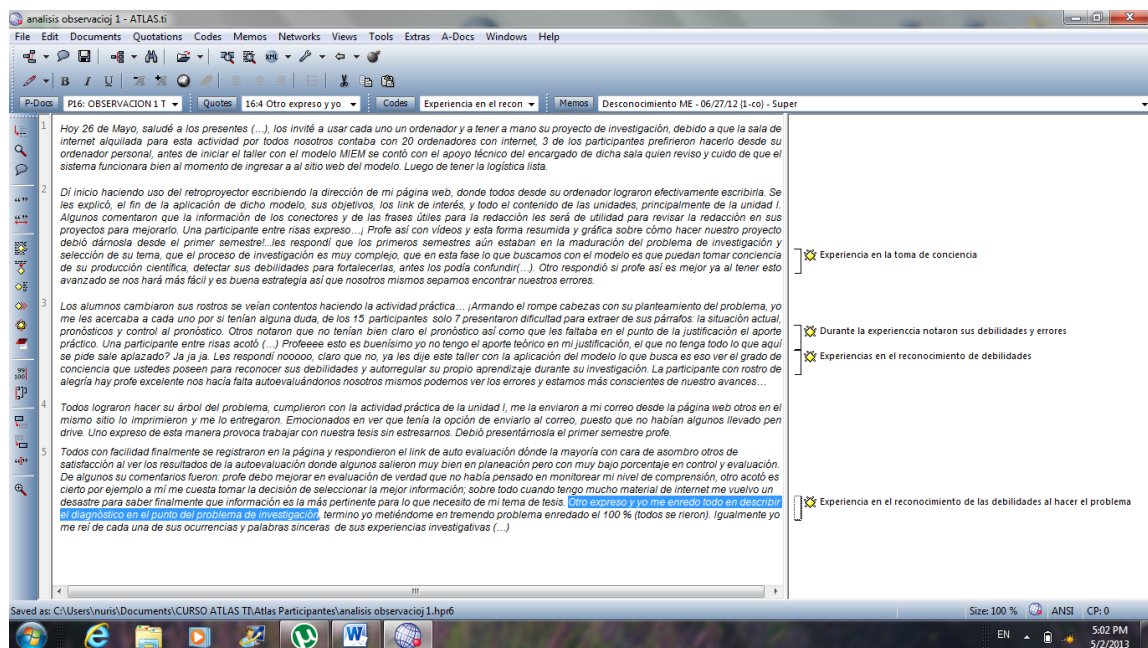 analisis observacioj 1 - ATLAS.ti
File Edit Documents Quotations Codes Memos Networks Views Tools Extras A-Docs Windows Help
P-Docs P16: OBSERVACION 1 T Quotes 16:4 Otro expreso y yo Codes Experiencia en el recon Memos Desconocimiento ME - 06/27/12 (1-co) - Super
1 Hoy 26 de Mayo, saludé a los presentes (…), los invité a usar cada uno un ordenador y a tener a mano su proyecto de investigación, debido a que la sala de
internet alquilada para esta actividad por todos nosotros contaba con 20 ordenadores con internet, 3 de los participantes prefirieron hacerlo desde su
ordenador personal, antes de iniciar el taller con el modelo MIEM se contó con el apoyo técnico del encargado de dicha sala quien reviso y cuido de que el
sistema funcionara bien al momento de ingresar a al sitio web del modelo. Luego de tener la logística lista.
2 Dí inicio haciendo uso del retroproyector escribiendo la dirección de mi página web, donde todos desde su ordenador lograron efectivamente escribirla. Se
les explicó, el fin de la aplicación de dicho modelo, sus objetivos, los link de interés, y todo el contenido de las unidades, principalmente de la unidad I.
Algunos comentaron que la información de los conectores y de las frases útiles para la redacción les será de utilidad para revisar la redacción en sus
proyectos para mejorarlo. Una participante entre risas expreso…¡ Profe así con vídeos y esta forma resumida y gráfica sobre cómo hacer nuestro proyecto
debió dárnosla desde el primer semestre!...les respondí que los primeros semestres aún estaban en la maduración del problema de investigación y
selección de su tema, que el proceso de investigación es muy complejo, que en esta fase lo que buscamos con el modelo es que puedan tomar conciencia
de su producción científica, detectar sus debilidades para fortalecerlas, antes los podía confundir(…). Otro respondió si profe así es mejor ya al tener esto
avanzado se nos hará más fácil y es buena estrategia así que nosotros mismos sepamos encontrar nuestros errores.
Experiencia en la toma de conciencia
3 Los alumnos cambiaron sus rostros se veían contentos haciendo la actividad práctica… ¡Armando el rompe cabezas con su planteamiento del problema, yo
me les acercaba a cada uno por si tenían alguna duda, de los 15 participantes solo 7 presentaron dificultad para extraer de sus párrafos: la situación actual,
pronósticos y control al pronóstico. Otros notaron que no tenían bien claro el pronóstico así como que les faltaba en el punto de la justificación el aporte
práctico. Una participante entre risas acotó (…) Profeeee esto es buenísimo yo no tengo el aporte teórico en mi justificación, el que no tenga todo lo que aquí
se pide sale aplazado? Ja ja ja. Les respondí nooooo, claro que no, ya les dije este taller con la aplicación del modelo lo que busca es eso ver el grado de
conciencia que ustedes poseen para reconocer sus debilidades y autorregular su propio aprendizaje durante su investigación. La participante con rostro de
alegría hay profe excelente nos hacía falta autoevaluándonos nosotros mismos podemos ver los errores y estamos más conscientes de nuestro avances…
Durante la experienccia notaron sus debilidades y errores
Experiencias en el reconocimiento de debilidades
4 Todos lograron hacer su árbol del problema, cumplieron con la actividad práctica de la unidad I, me la enviaron a mi correo desde la página web otros en el
mismo sitio lo imprimieron y me lo entregaron. Emocionados en ver que tenía la opción de enviarlo al correo, puesto que no habían algunos llevado pen
drive. Uno expreso de esta manera provoca trabajar con nuestra tesis sin estresarnos. Debió presentárnosla el primer semestre profe.
5 Todos con facilidad finalmente se registraron en la página y respondieron el link de auto evaluación dónde la mayoría con cara de asombro otros de
satisfacción al ver los resultados de la autoevaluación donde algunos salieron muy bien en planeación pero con muy bajo porcentaje en control y evaluación.
De algunos su comentarios fueron: profe debo mejorar en evaluación de verdad que no había pensado en monitorear mi nivel de comprensión, otro acotó es
cierto por ejemplo a mí me cuesta tomar la decisión de seleccionar la mejor información; sobre todo cuando tengo mucho material de internet me vuelvo un
desastre para saber finalmente que información es la más pertinente para lo que necesito de mi tema de tesis. Otro expreso y yo me enredo todo en describir
el diagnóstico en el punto del problema de investigación, termino yo metiéndome en tremendo problema enredado el 100 % (todos se rieron). Igualmente yo
me reí de cada una de sus ocurrencias y palabras sinceras de sus experiencias investigativas (…)
Experiencia en el reconocimiento de las debilidades al hacer el problema
Saved as: C:\Users\nuris\Documents\CURSO ATLAS TI\Atlas Participantes\analisis observacioj 1.hpr6 Size: 100 % ANSI CP: 0
EN 5:02 PM
5/2/2013